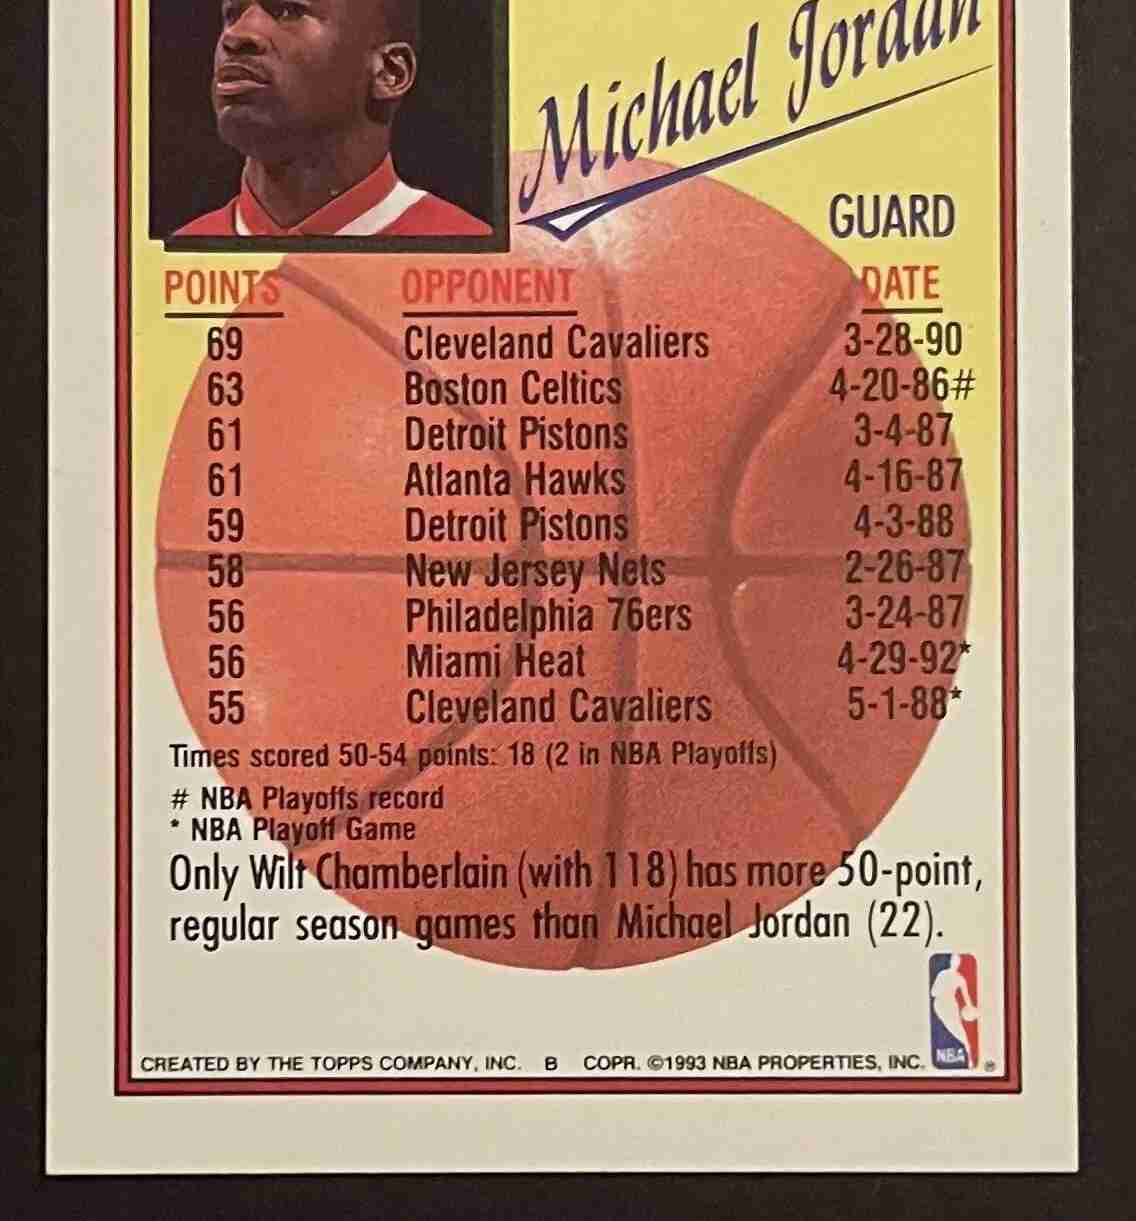 Michael Jordan
GUARD
POINTS OPPONENT DATE
69 Cleveland Cavaliers 3-28-90
63 Boston Celtics 4-20-86#
61 Detroit Pistons 3-4-87
61 Atlanta Hawks 4-16-87
59 Detroit Pistons 4-3-88
58 New Jersey Nets 2-26-87
56 Philadelphia 76ers 3-24-87
56 Miami Heat 4-29-92*
55 Cleveland Cavaliers 5-1-88*
Times scored 50-54 points: 18 (2 in NBA Playoffs)
# NBA Playoffs record
* NBA Playoff Game
Only Wilt Chamberlain (with 118) has more 50-point,
regular season games than Michael Jordan (22).
NBA ®
CREATED BY THE TOPPS COMPANY, INC. B COPR. ©1993 NBA PROPERTIES, INC.